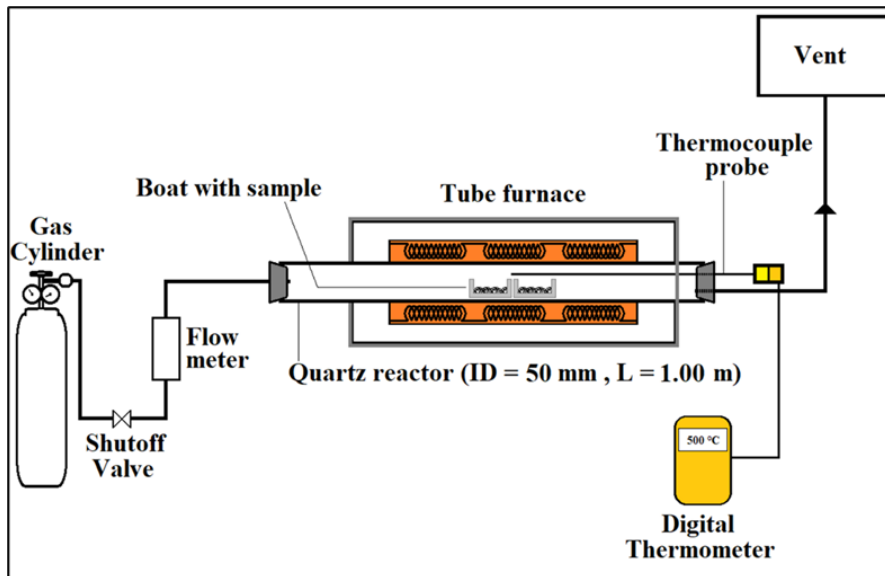 Vent
Thermocouple
probe
Boat with sample
Tube furnace
Gas
Cylinder
Flow
meter
Quartz reactor (ID = 50 mm , L = 1.00 m)
Shutoff
Valve
500 °C
Digital
Thermometer